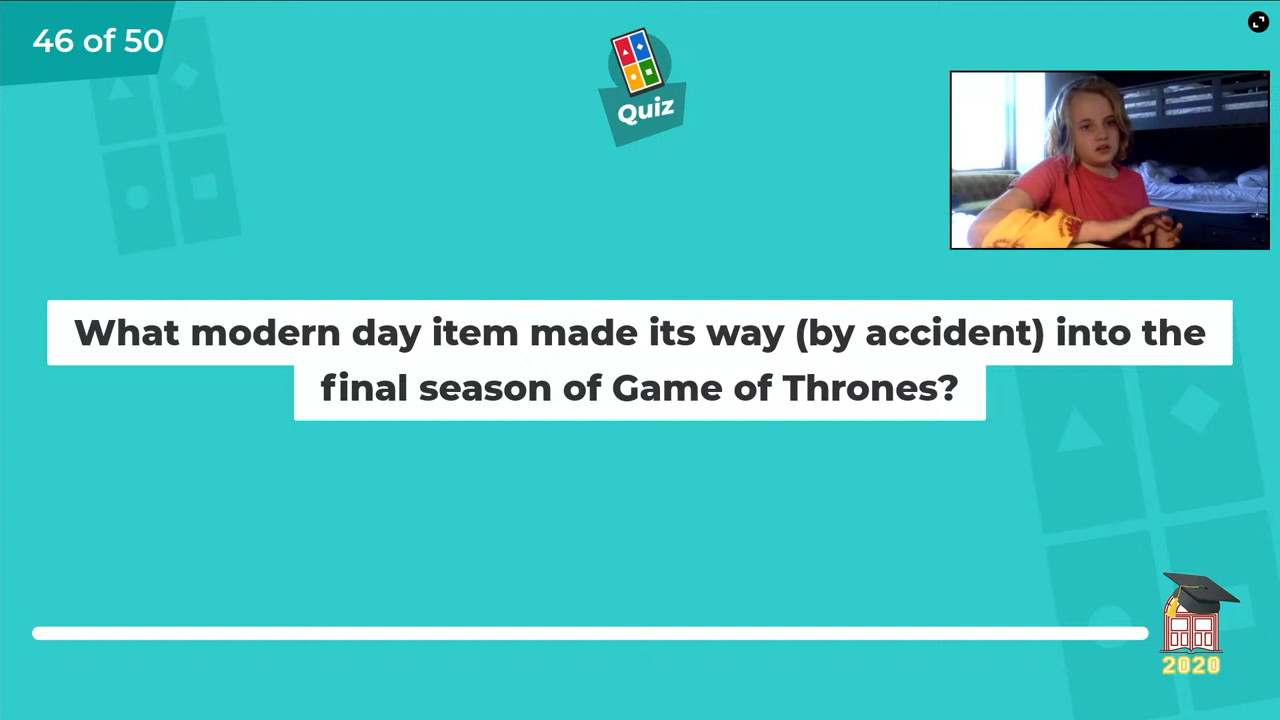 46 of 50
Quiz
What modern day item made its way (by accident) into the
final season of Game of Thrones?
2020